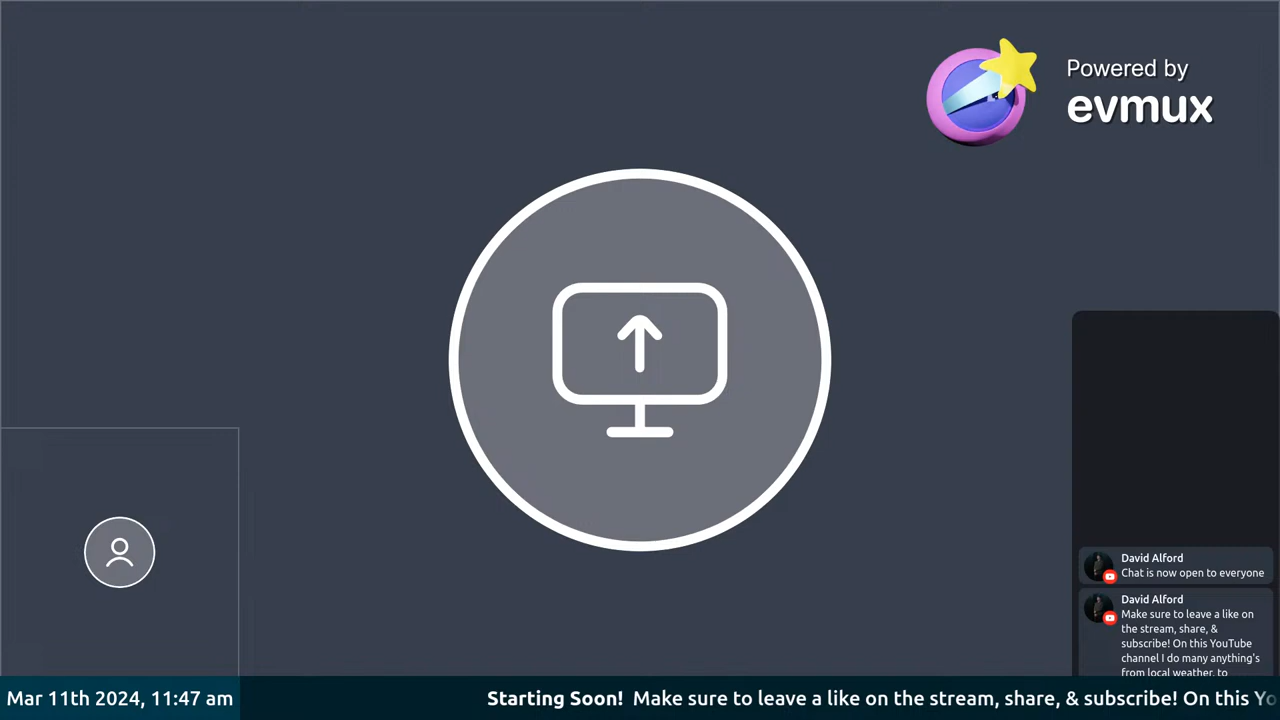 Powered by
evmux
David Alford
Chat is now open to everyone
David Alford
Make sure to leave a like on
the stream, share, &
subscribe! On this YouTube
channel I do many anything's
from local weather, to
Mar 11th 2024, 11:47 am
Starting Soon! Make sure to leave a like on the stream, share, & subscribe! On this Yo